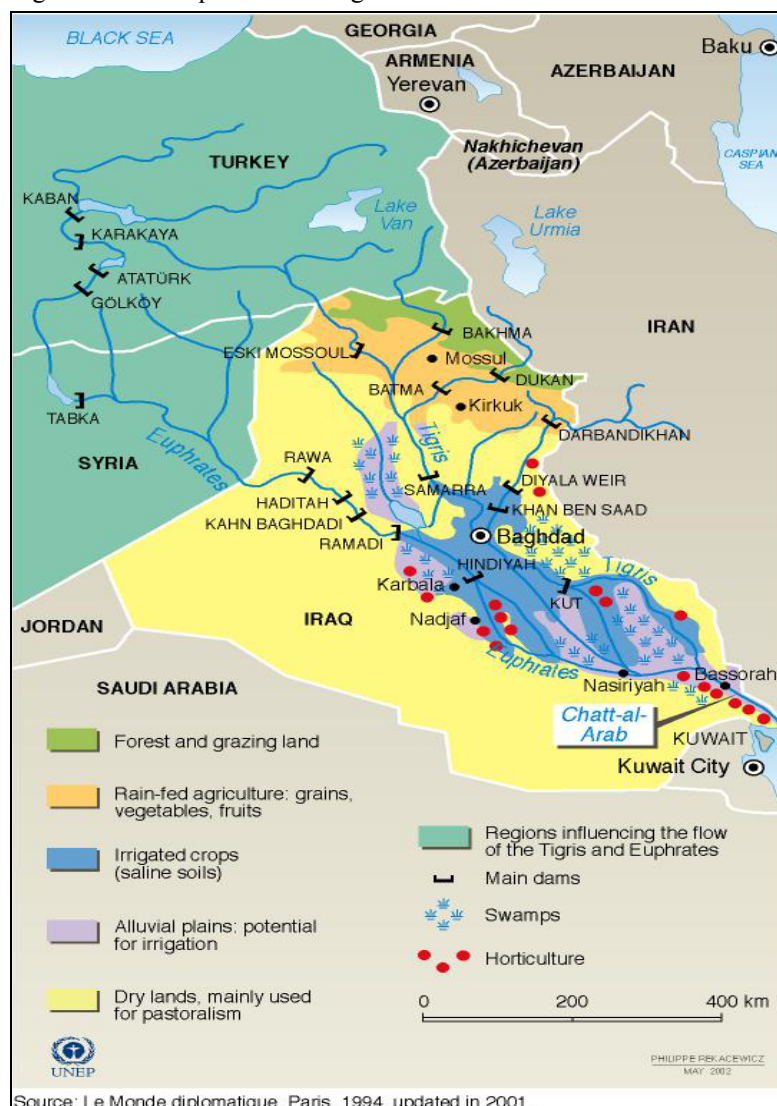 GEORGIA
BLACK SEA
Baku
ARMENIA
Yerevan
AZERBAIJAN
Nakhichevan
(Azerbaijan)
CASPIAN
SEA
TURKEY
KABAN
KARAKAYA
Lake
Van
Lake
Urmia
ATATÜRK
GÖLKÖY
BAKHMA
IRAN
ESKI MOSSOUL
Mossul
DUKAN
BATMA
Kirkuk
TABKA
DARBANDIKHAN
Euphrates
Tigris
SYRIA
RAWA
SAMARRA
DIYALA WEIR
HADITAH
KHAN BEN SAAD
KAHN BAGHDADI
RAMADI
Baghdad
HINDIYAH
Tigris
Karbala
KUT
JORDAN
IRAQ
Nadjaf
Euphrates
Nasiriyah
Bassorah
SAUDI ARABIA
Chatt-al-
Arab
KUWAIT
Kuwait City
Forest and grazing land
Rain-fed agriculture: grains,
vegetables, fruits
Irrigated crops
(saline soils)
Alluvial plains: potential
for irrigation
Dry lands, mainly used
for pastoralism
Regions influencing the flow
of the Tigris and Euphrates
Main dams
Swamps
Horticulture
0 200 400 km
UNEP
PHILIPPE REKACEWICZ
MAY 2002
Source: Le Monde diplomatique, Paris, 1994, updated in 2001.